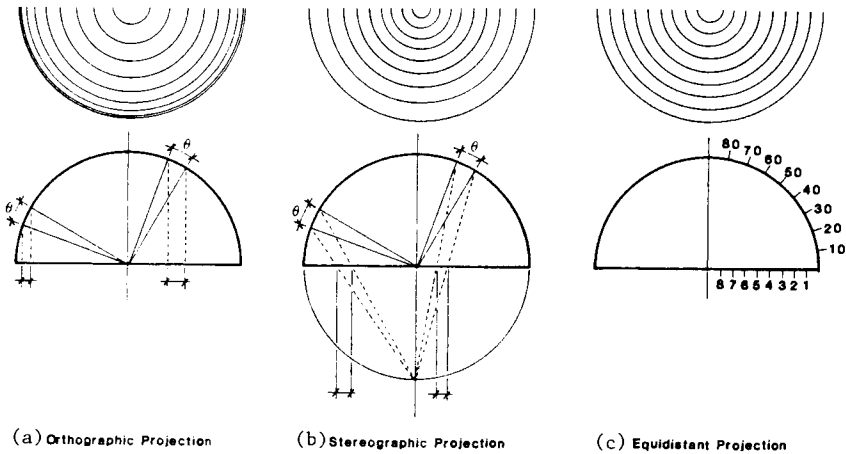 θ
θ
θ
θ
80
70
60
50
40
30
20
10
8 7 6 5 4 3 2 1
(a) Orthographic Projection
(b) Stereographic Projection
(c) Equidistant Projection